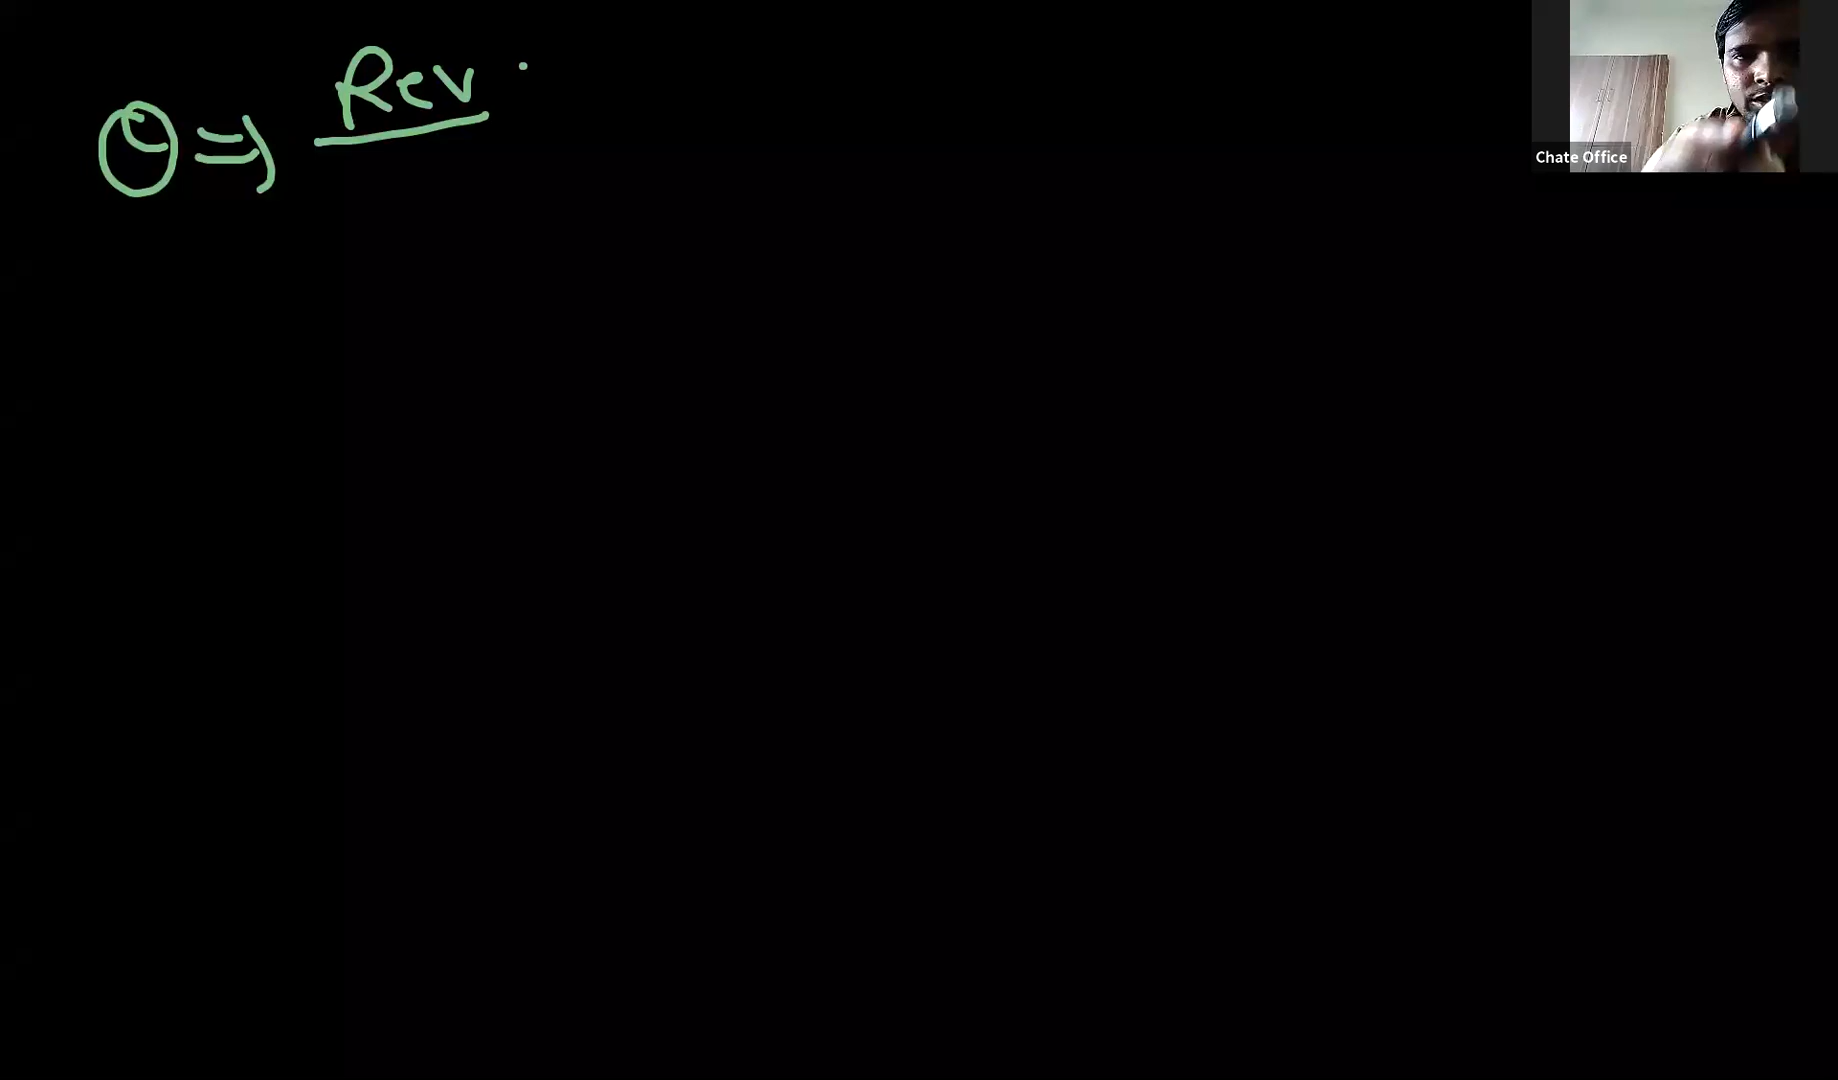 ⊖ ⇒ Rev .
Chate Office